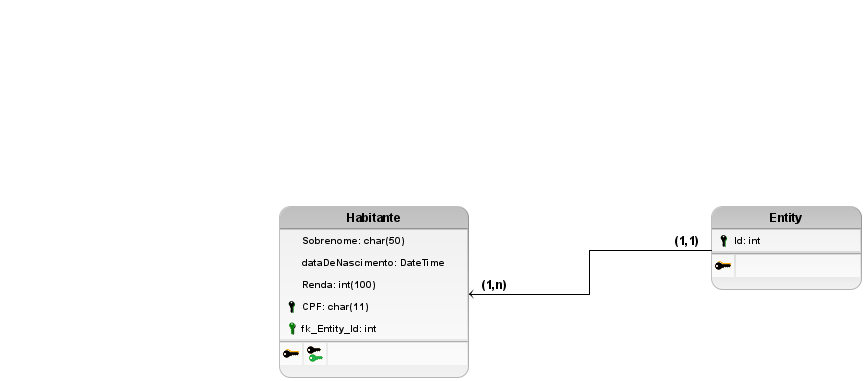 Habitante
Sobrenome: char(50)
dataDeNascimento: DateTime
Renda: int(100)
CPF: char(11)
fk_Entity_Id: int
(1,n)
(1,1)
Entity
Id: int